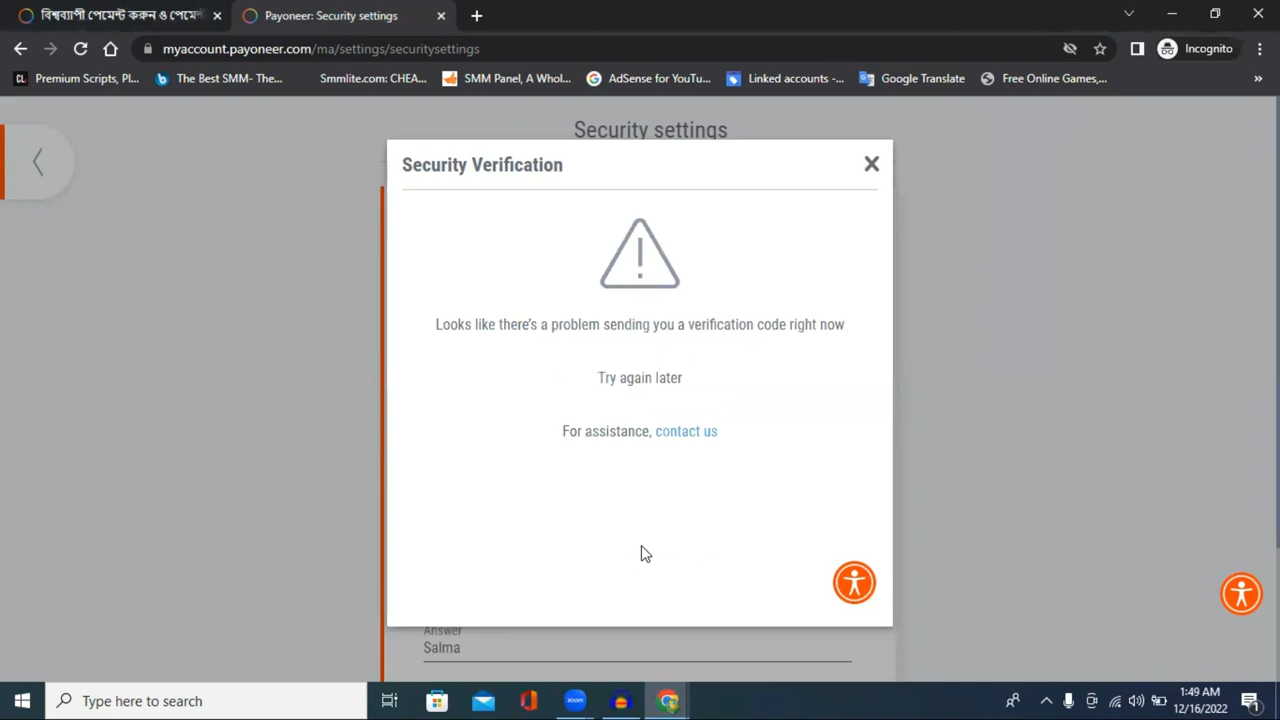 বিশ্বব্যাপী পেমেন্ট করুন ও পেমেন্ট
Payoneer: Security settings
myaccount.payoneer.com/ma/settings/securitysettings
Incognito
Premium Scripts, Pl...
The Best SMM- The...
Smmlite.com: CHEA...
SMM Panel, A Whol...
AdSense for YouTu...
Linked accounts -...
Google Translate
Free Online Games,...
Security settings
Security Verification
Looks like there's a problem sending you a verification code right now
Try again later
For assistance, contact us
Answer
Salma
Type here to search
zoom
1:49 AM
12/16/2022
1